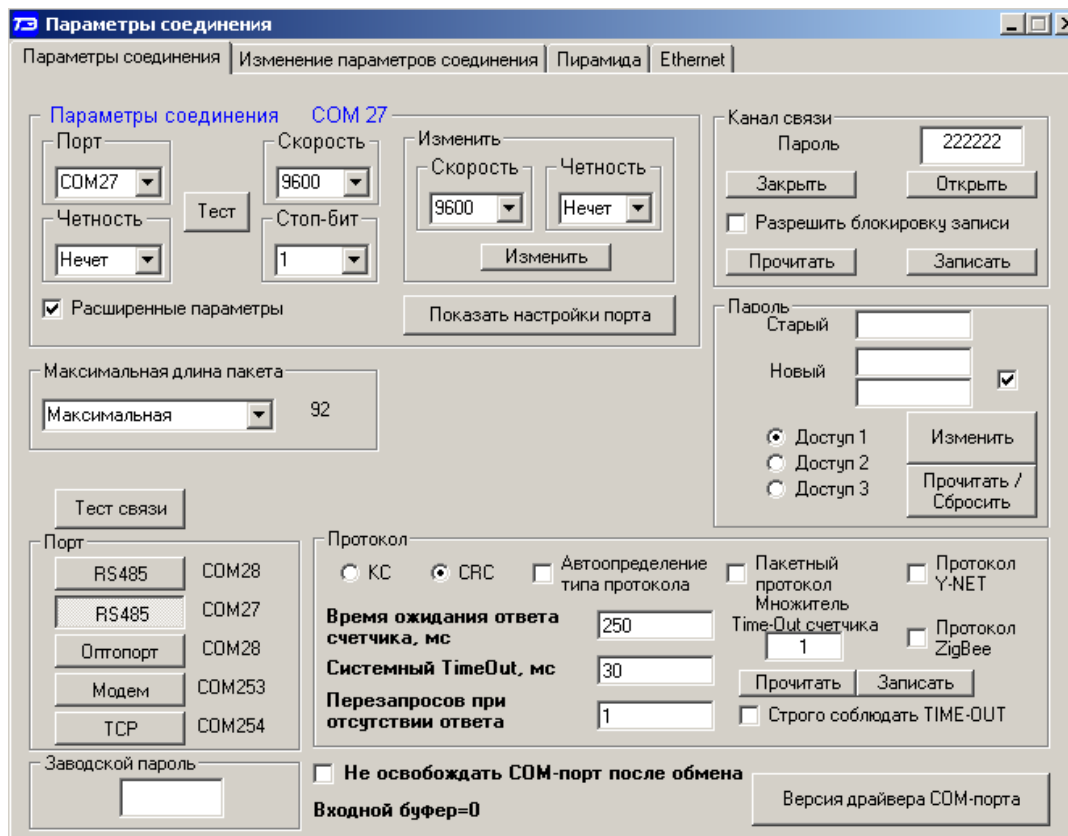 ТЭ Параметры соединения
Параметры соединения Изменение параметров соединения Пирамида Ethernet
Параметры соединения COM 27
Порт
COM27
Четность
Нечет
Тест
Скорость
9600
Стоп-бит
1
Изменить
Скорость
9600
Четность
Нечет
Изменить
Расширенные параметры
Показать настройки порта
Канал связи
Пароль 222222
Закрыть Открыть
Разрешить блокировку записи
Прочитать Записать
Пароль
Старый
Новый
Доступ 1
Доступ 2
Доступ 3
Изменить
Прочитать /
Сбросить
Максимальная длина пакета
Максимальная 92
Тест связи
Порт
RS485 COM28
RS485 COM27
Оптопорт COM28
Модем COM253
TCP COM254
Протокол
КС CRC
Автоопределение
типа протокола
Пакетный
протокол
Множитель
Time-Out счетчика
1
Протокол
Y-NET
Протокол
ZigBee
Время ожидания ответа
счетчика, мс
250
Системный TimeOut, мс 30
Перезапросов при
отсутствии ответа
1
Прочитать Записать
Строго соблюдать TIME-OUT
Заводской пароль
Не освобождать COM-порт после обмена
Входной буфер=0
Версия драйвера COM-порта